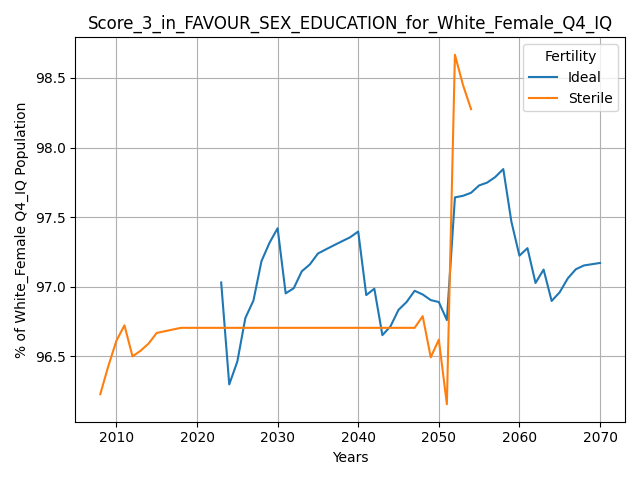 Score_3_in_FAVOUR_SEX_EDUCATION_for_White_Female_Q4_IQ
Fertility
Ideal
Sterile
98.5
98.0
97.5
97.0
96.5
% of White_Female Q4_IQ Population
2010 2020 2030 2040 2050 2060 2070
Years